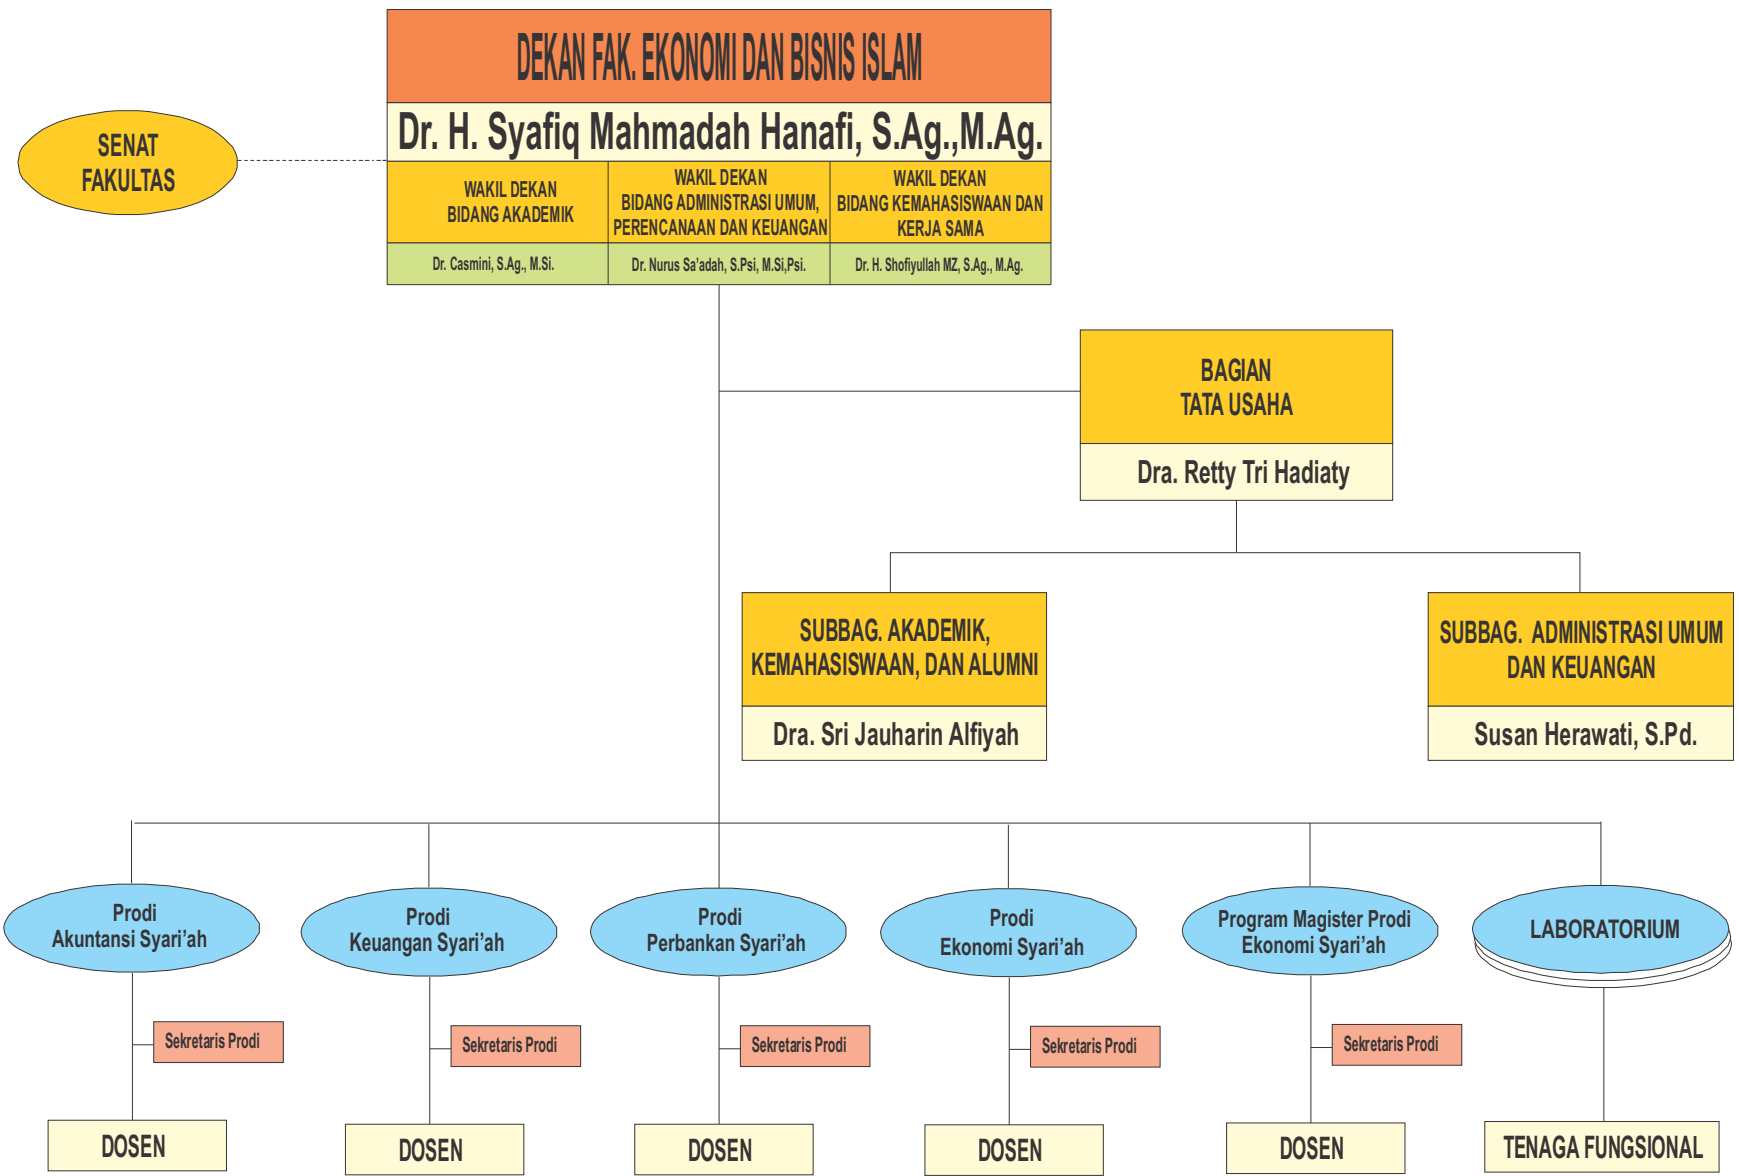 DEKAN FAK. EKONOMI DAN BISNIS ISLAM
Dr. H. Syafiq Mahmadah Hanafi, S.Ag.,M.Ag.
SENAT
FAKULTAS
WAKIL DEKAN
BIDANG AKADEMIK
Dr. Casmini, S.Ag., M.Si.
WAKIL DEKAN
BIDANG ADMINISTRASI UMUM,
PERENCANAAN DAN KEUANGAN
Dr. Nurus Sa’adah, S.Psi, M.Si,Psi.
WAKIL DEKAN
BIDANG KEMAHASISWAAN DAN
KERJA SAMA
Dr. H. Shofiyullah MZ, S.Ag., M.Ag.
BAGIAN
TATA USAHA
Dra. Retty Tri Hadiaty
SUBBAG. AKADEMIK,
KEMAHASISWAAN, DAN ALUMNI
Dra. Sri Jauharin Alfiyah
SUBBAG. ADMINISTRASI UMUM
DAN KEUANGAN
Susan Herawati, S.Pd.
Prodi
Akuntansi Syari’ah
Sekretaris Prodi
DOSEN
Prodi
Keuangan Syari’ah
Sekretaris Prodi
DOSEN
Prodi
Perbankan Syari’ah
Sekretaris Prodi
DOSEN
Prodi
Ekonomi Syari’ah
Sekretaris Prodi
DOSEN
Program Magister Prodi
Ekonomi Syari’ah
Sekretaris Prodi
DOSEN
LABORATORIUM
TENAGA FUNGSIONAL